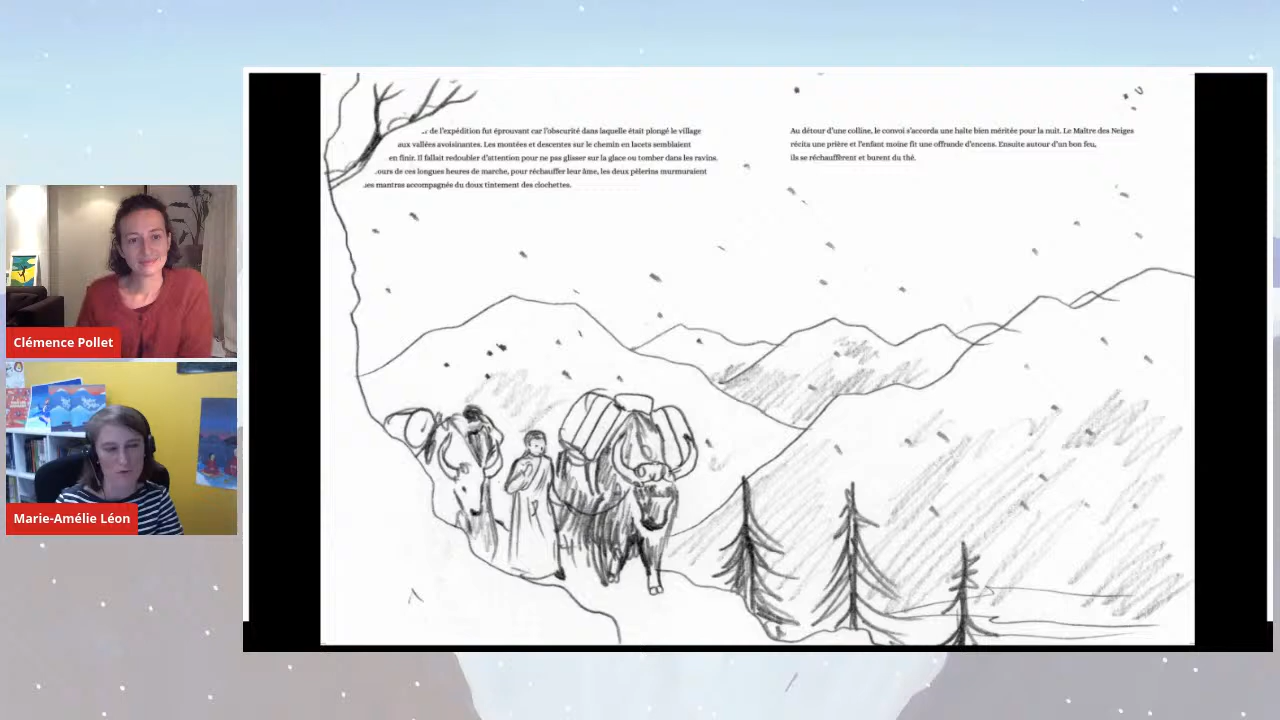 de l'expédition fut éprouvant car l'obscurité dans laquelle était plongé le village
aux vallées avoisinantes. Les montées et descentes sur le chemin en lacets semblaient
en finir. Il fallait redoubler d'attention pour ne pas glisser sur la glace ou tomber dans les ravins.
de ces longues heures de marche, pour réchauffer leur âme, les deux pèlerins murmuraient
mantras accompagnés du doux tintement des clochettes.
Au détour d'une colline, le convoi s'accorda une halte bien méritée pour la nuit. Le Maître des Neiges
récita une prière et l'enfant moine fit une offrande d'encens. Ensuite autour d'un bon feu,
ils se réchauffèrent et burent du thé.
Clémence Pollet
Marie-Amélie Léon